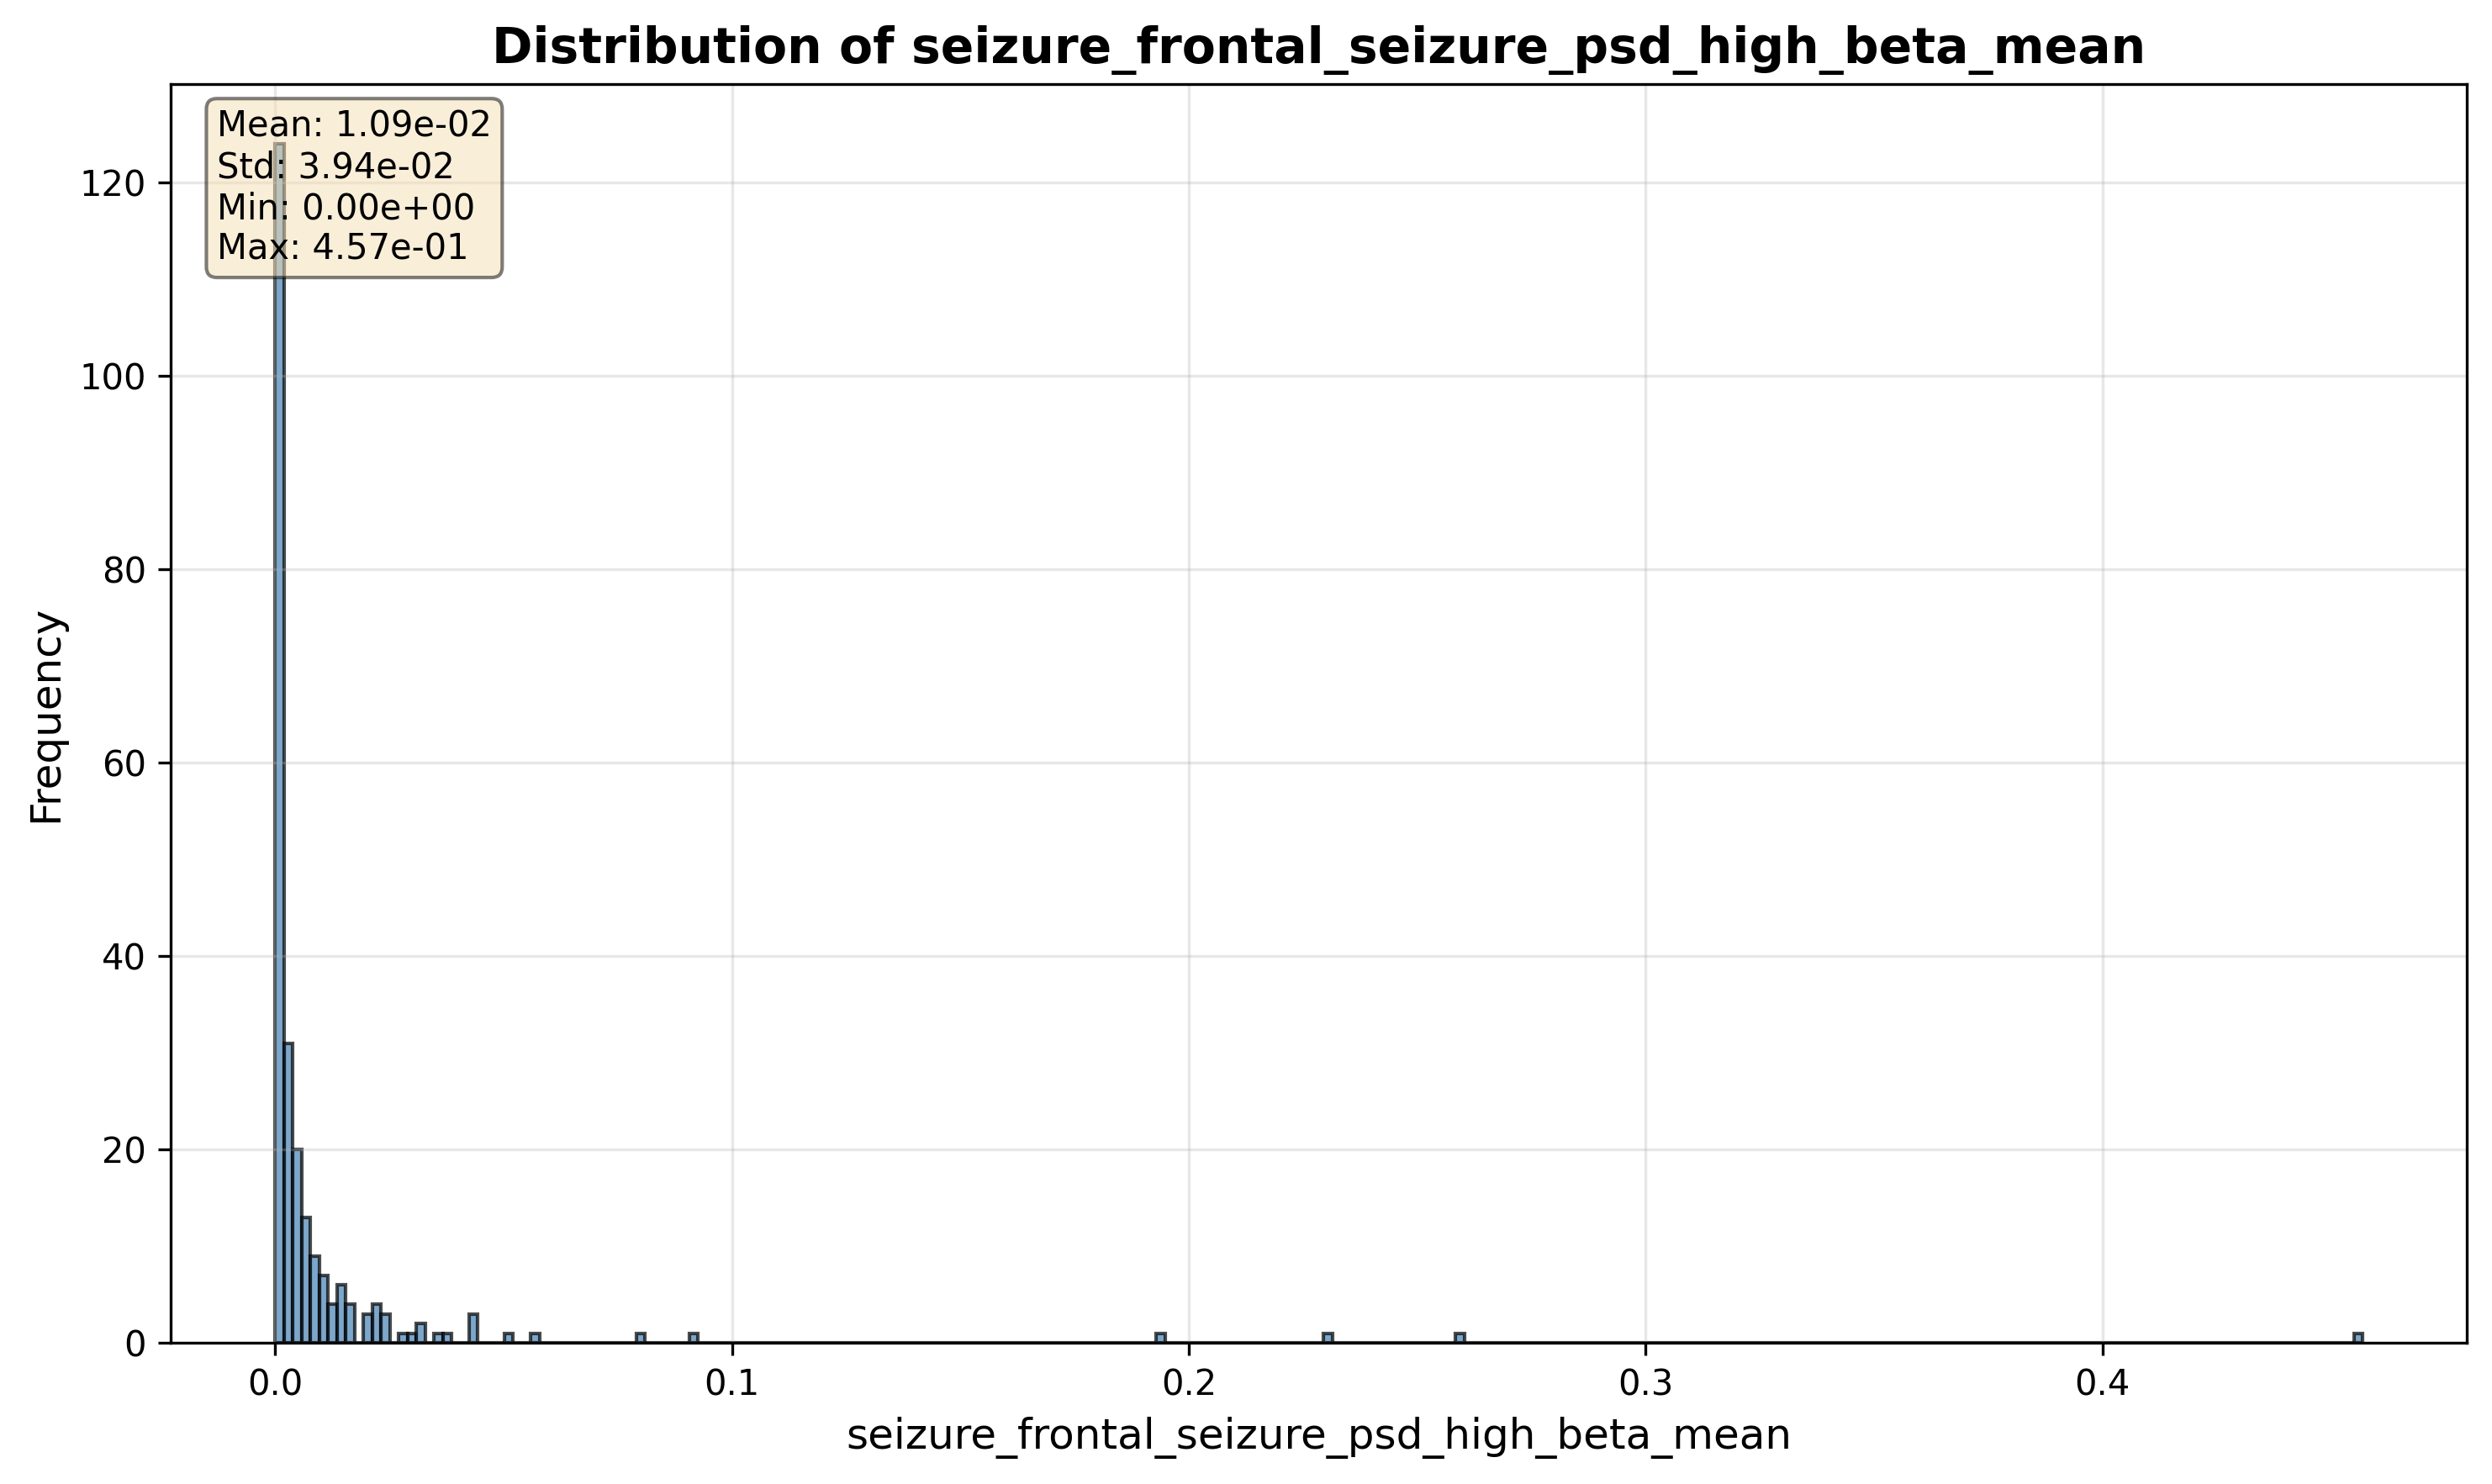 Distribution of seizure_frontal_seizure_psd_high_beta_mean
Mean: 1.09e-02
Std: 3.94e-02
Min: 0.00e+00
Max: 4.57e-01
120
100
80
60
40
20
0
Frequency
0.0 0.1 0.2 0.3 0.4
seizure_frontal_seizure_psd_high_beta_mean